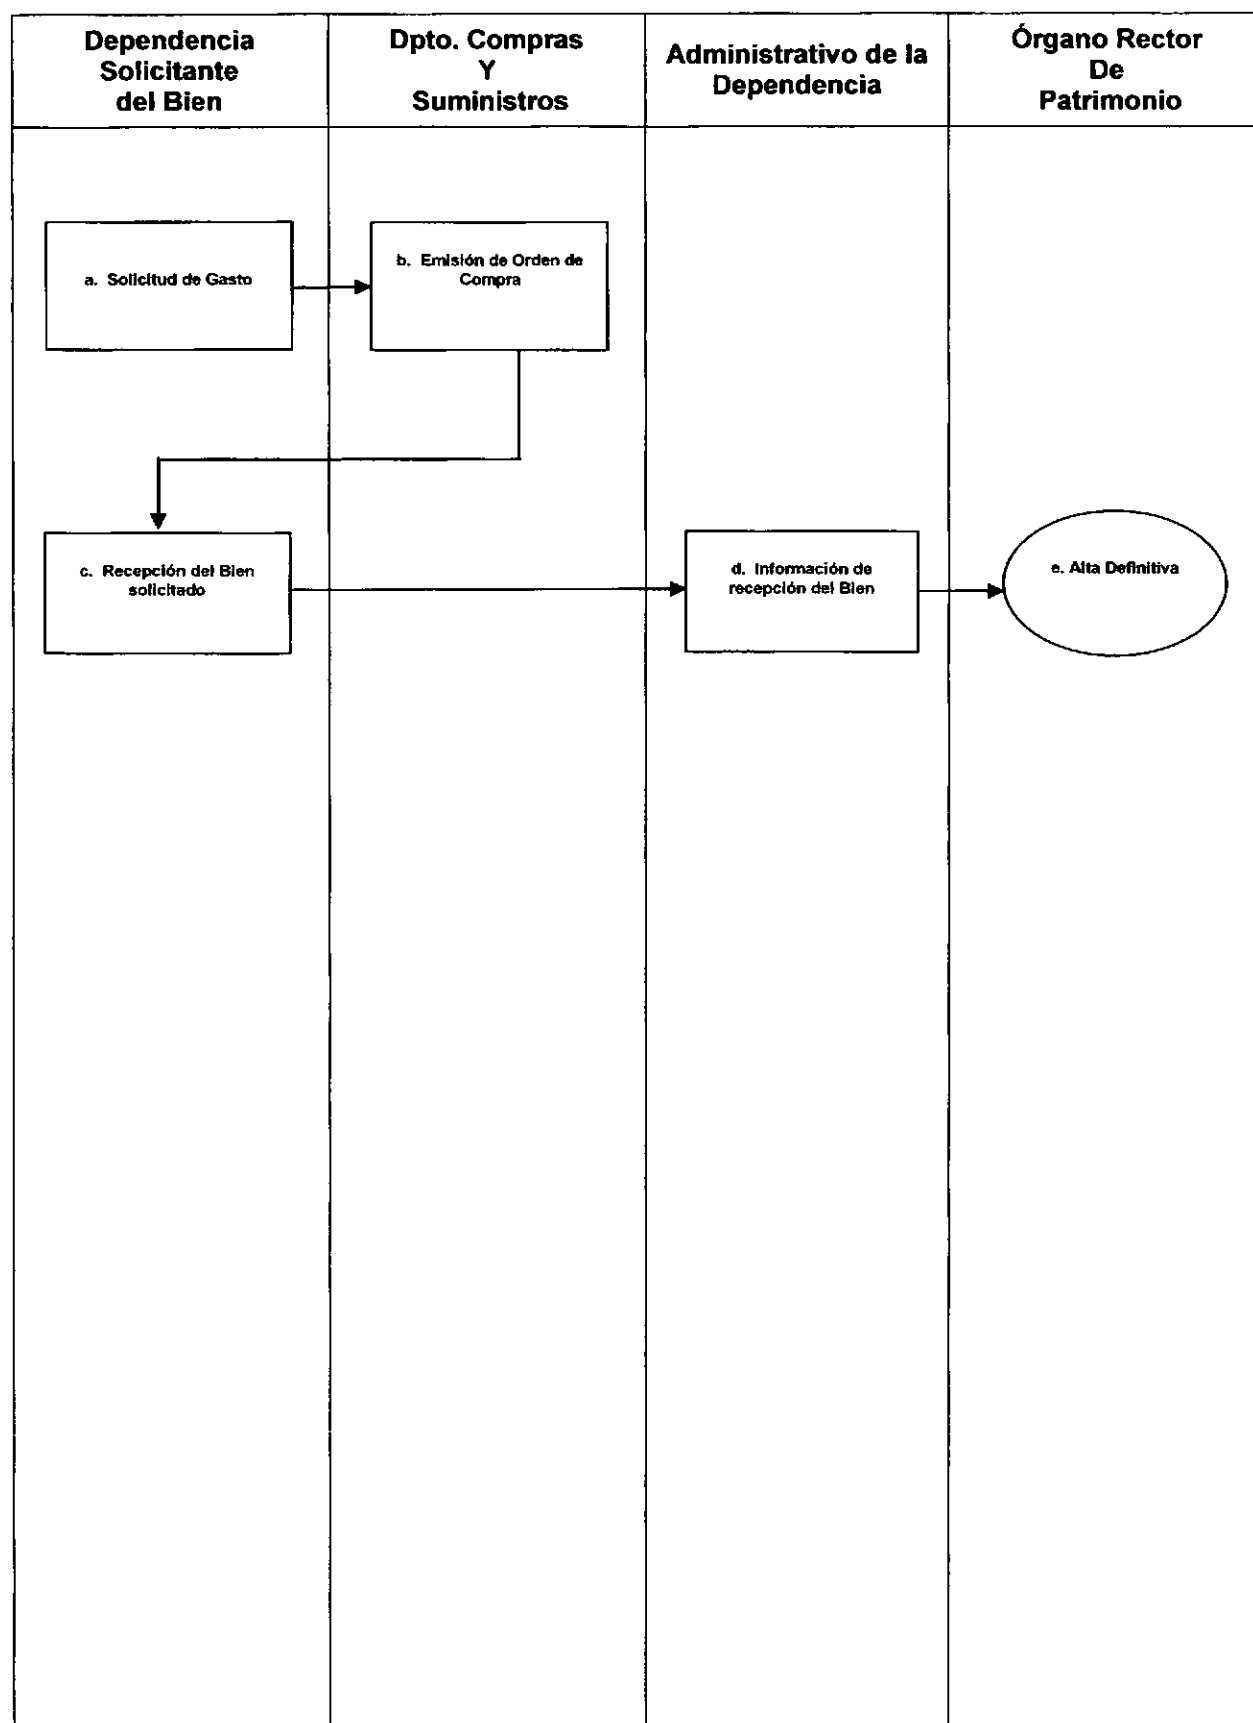 Dependencia
Solicitante
del Bien
Dpto. Compras
Y
Suministros
Administrativo de la
Dependencia
Órgano Rector
De
Patrimonio
a. Solicitud de Gasto
b. Emisión de Orden de
Compra
c. Recepción del Bien
solicitado
d. Información de
recepción del Bien
e. Alta Definitiva